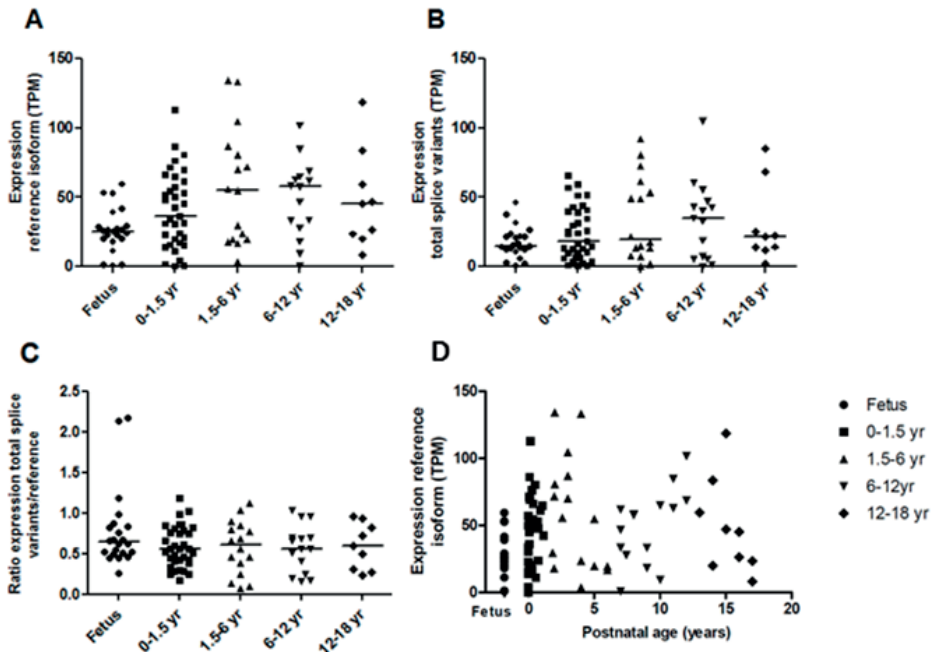 A
Expression
reference isoform (TPM)
150
100
50
0
Fetus
0-1.5 yr
1.5-6 yr
6-12 yr
12-18 yr
B
Expression
total splice variants (TPM)
150
100
50
0
Fetus
0-1.5 yr
1.5-6 yr
6-12 yr
12-18 yr
C
Ratio expression total splice
variants/reference
2.5
2.0
1.5
1.0
0.5
0.0
Fetus
0-1.5 yr
1.5-6 yr
6-12 yr
12-18 yr
D
Expression reference
isoform (TPM)
150
100
50
0
Fetus 0 5 10 15 20
Postnatal age (years)
Fetus
0-1.5 yr
1.5-6 yr
6-12yr
12-18 yr